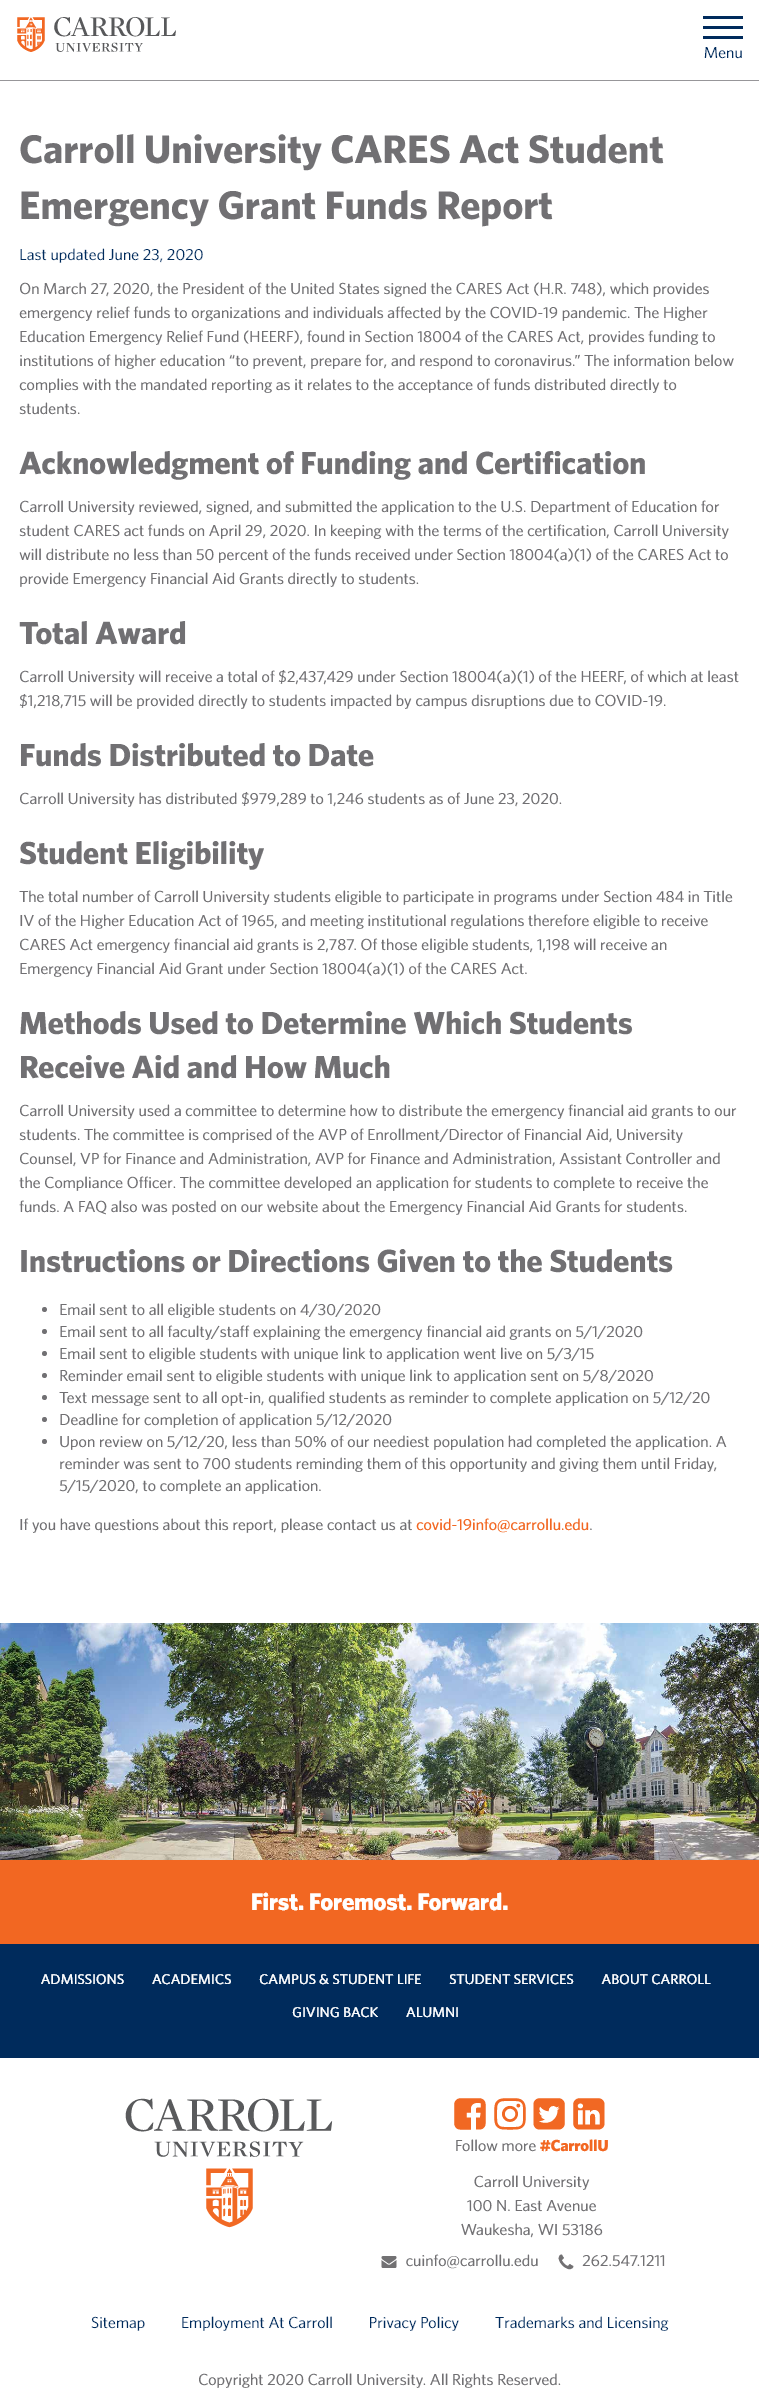 CARROLL
UNIVERSITY
Menu
Carroll University CARES Act Student
Emergency Grant Funds Report
Last updated June 23, 2020
On March 27, 2020, the President of the United States signed the CARES Act (H.R. 748), which provides
emergency relief funds to organizations and individuals affected by the COVID-19 pandemic. The Higher
Education Emergency Relief Fund (HEERF), found in Section 18004 of the CARES Act, provides funding to
institutions of higher education “to prevent, prepare for, and respond to coronavirus.” The information below
complies with the mandated reporting as it relates to the acceptance of funds distributed directly to
students.
Acknowledgment of Funding and Certification
Carroll University reviewed, signed, and submitted the application to the U.S. Department of Education for
student CARES act funds on April 29, 2020. In keeping with the terms of the certification, Carroll University
will distribute no less than 50 percent of the funds received under Section 18004(a)(1) of the CARES Act to
provide Emergency Financial Aid Grants directly to students.
Total Award
Carroll University will receive a total of $2,437,429 under Section 18004(a)(1) of the HEERF, of which at least
$1,218,715 will be provided directly to students impacted by campus disruptions due to COVID-19.
Funds Distributed to Date
Carroll University has distributed $979,289 to 1,246 students as of June 23, 2020.
Student Eligibility
The total number of Carroll University students eligible to participate in programs under Section 484 in Title
IV of the Higher Education Act of 1965, and meeting institutional regulations therefore eligible to receive
CARES Act emergency financial aid grants is 2,787. Of those eligible students, 1,198 will receive an
Emergency Financial Aid Grant under Section 18004(a)(1) of the CARES Act.
Methods Used to Determine Which Students
Receive Aid and How Much
Carroll University used a committee to determine how to distribute the emergency financial aid grants to our
students. The committee is comprised of the AVP of Enrollment/Director of Financial Aid, University
Counsel, VP for Finance and Administration, AVP for Finance and Administration, Assistant Controller and
the Compliance Officer. The committee developed an application for students to complete to receive the
funds. A FAQ also was posted on our website about the Emergency Financial Aid Grants for students.
Instructions or Directions Given to the Students
• Email sent to all eligible students on 4/30/2020
• Email sent to all faculty/staff explaining the emergency financial aid grants on 5/1/2020
• Email sent to eligible students with unique link to application went live on 5/3/15
• Reminder email sent to eligible students with unique link to application sent on 5/8/2020
• Text message sent to all opt-in, qualified students as reminder to complete application on 5/12/20
• Deadline for completion of application 5/12/2020
• Upon review on 5/12/20, less than 50% of our neediest population had completed the application. A
reminder was sent to 700 students reminding them of this opportunity and giving them until Friday,
5/15/2020, to complete an application.
If you have questions about this report, please contact us at covid-19info@carrollu.edu.
First. Foremost. Forward.
ADMISSIONS ACADEMICS CAMPUS & STUDENT LIFE STUDENT SERVICES ABOUT CARROLL
GIVING BACK ALUMNI
CARROLL
UNIVERSITY
Follow more #CarrollU
Carroll University
100 N. East Avenue
Waukesha, WI 53186
cuinfo@carrollu.edu 262.547.1211
Sitemap Employment At Carroll Privacy Policy Trademarks and Licensing
Copyright 2020 Carroll University. All Rights Reserved.